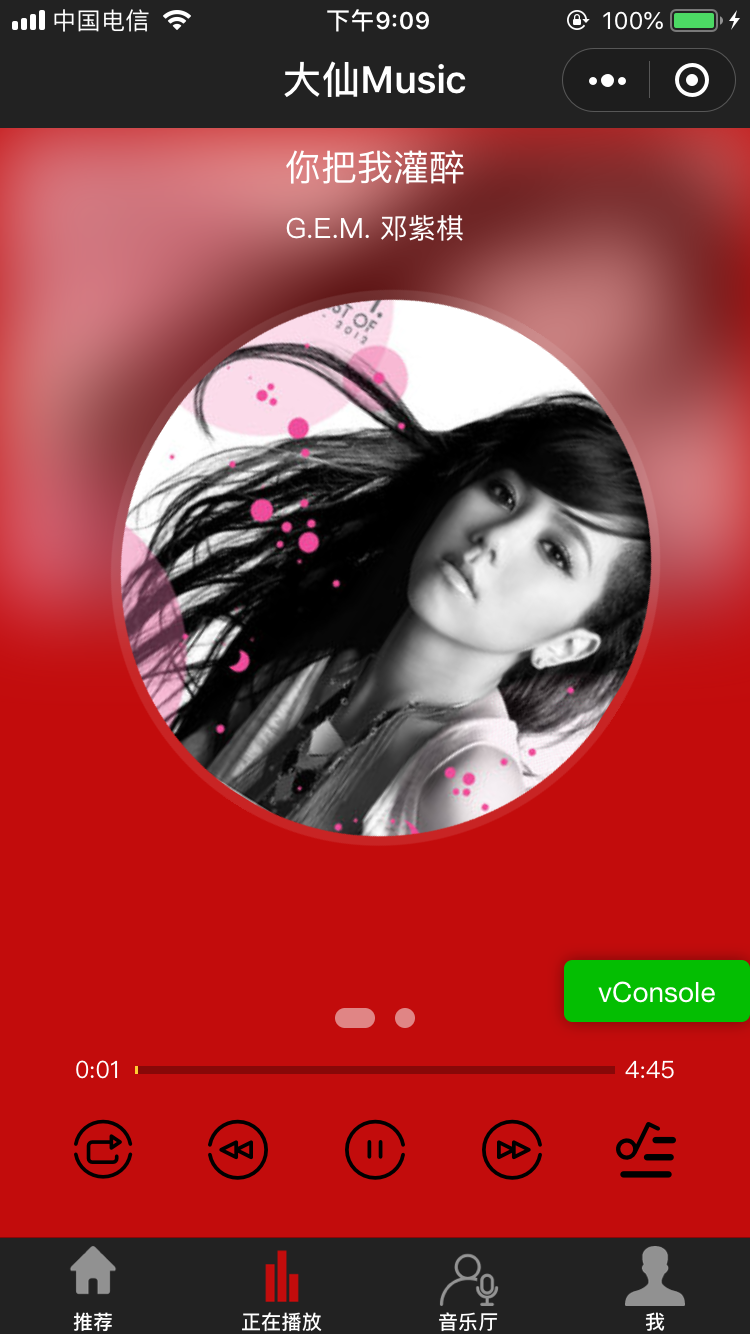 中国电信 下午9:09 100%
大仙Music
你把我灌醉
G.E.M. 邓紫棋
ST OF
2012
vConsole
0:01 4:45
推荐 正在播放 音乐厅 我